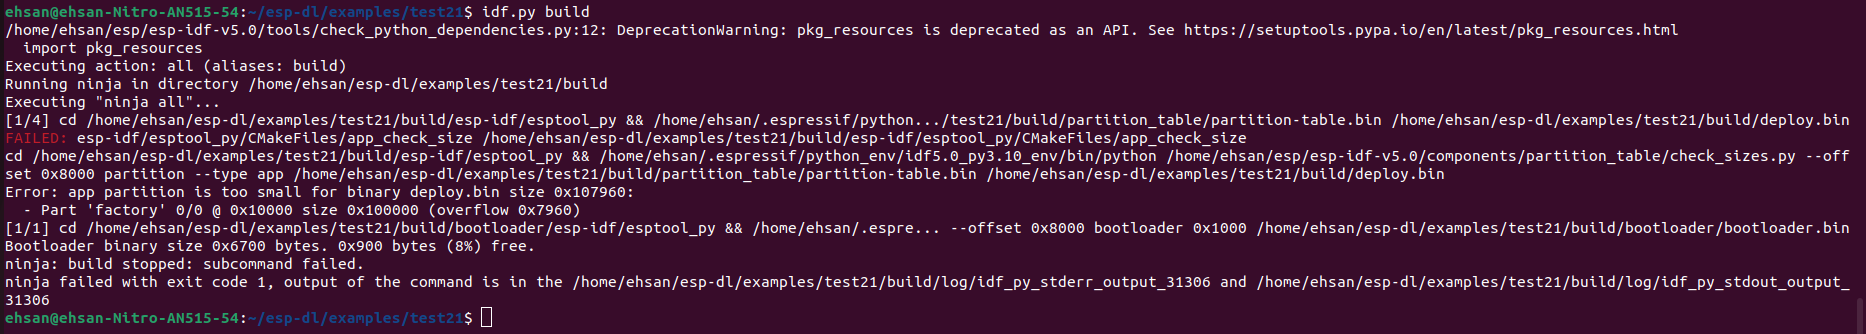 ehsan@ehsan-Nitro-AN515-54:~/esp-dl/examples/test21$ idf.py build
/home/ehsan/esp/esp-idf-v5.0/tools/check_python_dependencies.py:12: DeprecationWarning: pkg_resources is deprecated as an API. See https://setuptools.pypa.io/en/latest/pkg_resources.html
  import pkg_resources
Executing action: all (aliases: build)
Running ninja in directory /home/ehsan/esp-dl/examples/test21/build
Executing "ninja all"...
[1/4] cd /home/ehsan/esp-dl/examples/test21/build/esp-idf/esptool_py && /home/ehsan/.espressif/python.../test21/build/partition_table/partition-table.bin /home/ehsan/esp-dl/examples/test21/build/deploy.bin
FAILED: esp-idf/esptool_py/CMakeFiles/app_check_size /home/ehsan/esp-dl/examples/test21/build/esp-idf/esptool_py/CMakeFiles/app_check_size
cd /home/ehsan/esp-dl/examples/test21/build/esp-idf/esptool_py && /home/ehsan/.espressif/python_env/idf5.0_py3.10_env/bin/python /home/ehsan/esp/esp-idf-v5.0/components/partition_table/check_sizes.py --off
set 0x8000 partition --type app /home/ehsan/esp-dl/examples/test21/build/partition_table/partition-table.bin /home/ehsan/esp-dl/examples/test21/build/deploy.bin
Error: app partition is too small for binary deploy.bin size 0x107960:
  - Part 'factory' 0/0 @ 0x10000 size 0x100000 (overflow 0x7960)
[1/1] cd /home/ehsan/esp-dl/examples/test21/build/bootloader/esp-idf/esptool_py && /home/ehsan/.espre... --offset 0x8000 bootloader 0x1000 /home/ehsan/esp-dl/examples/test21/build/bootloader/bootloader.bin
Bootloader binary size 0x6700 bytes. 0x900 bytes (8%) free.
ninja: build stopped: subcommand failed.
ninja failed with exit code 1, output of the command is in the /home/ehsan/esp-dl/examples/test21/build/log/idf_py_stderr_output_31306 and /home/ehsan/esp-dl/examples/test21/build/log/idf_py_stdout_output_
31306
ehsan@ehsan-Nitro-AN515-54:~/esp-dl/examples/test21$